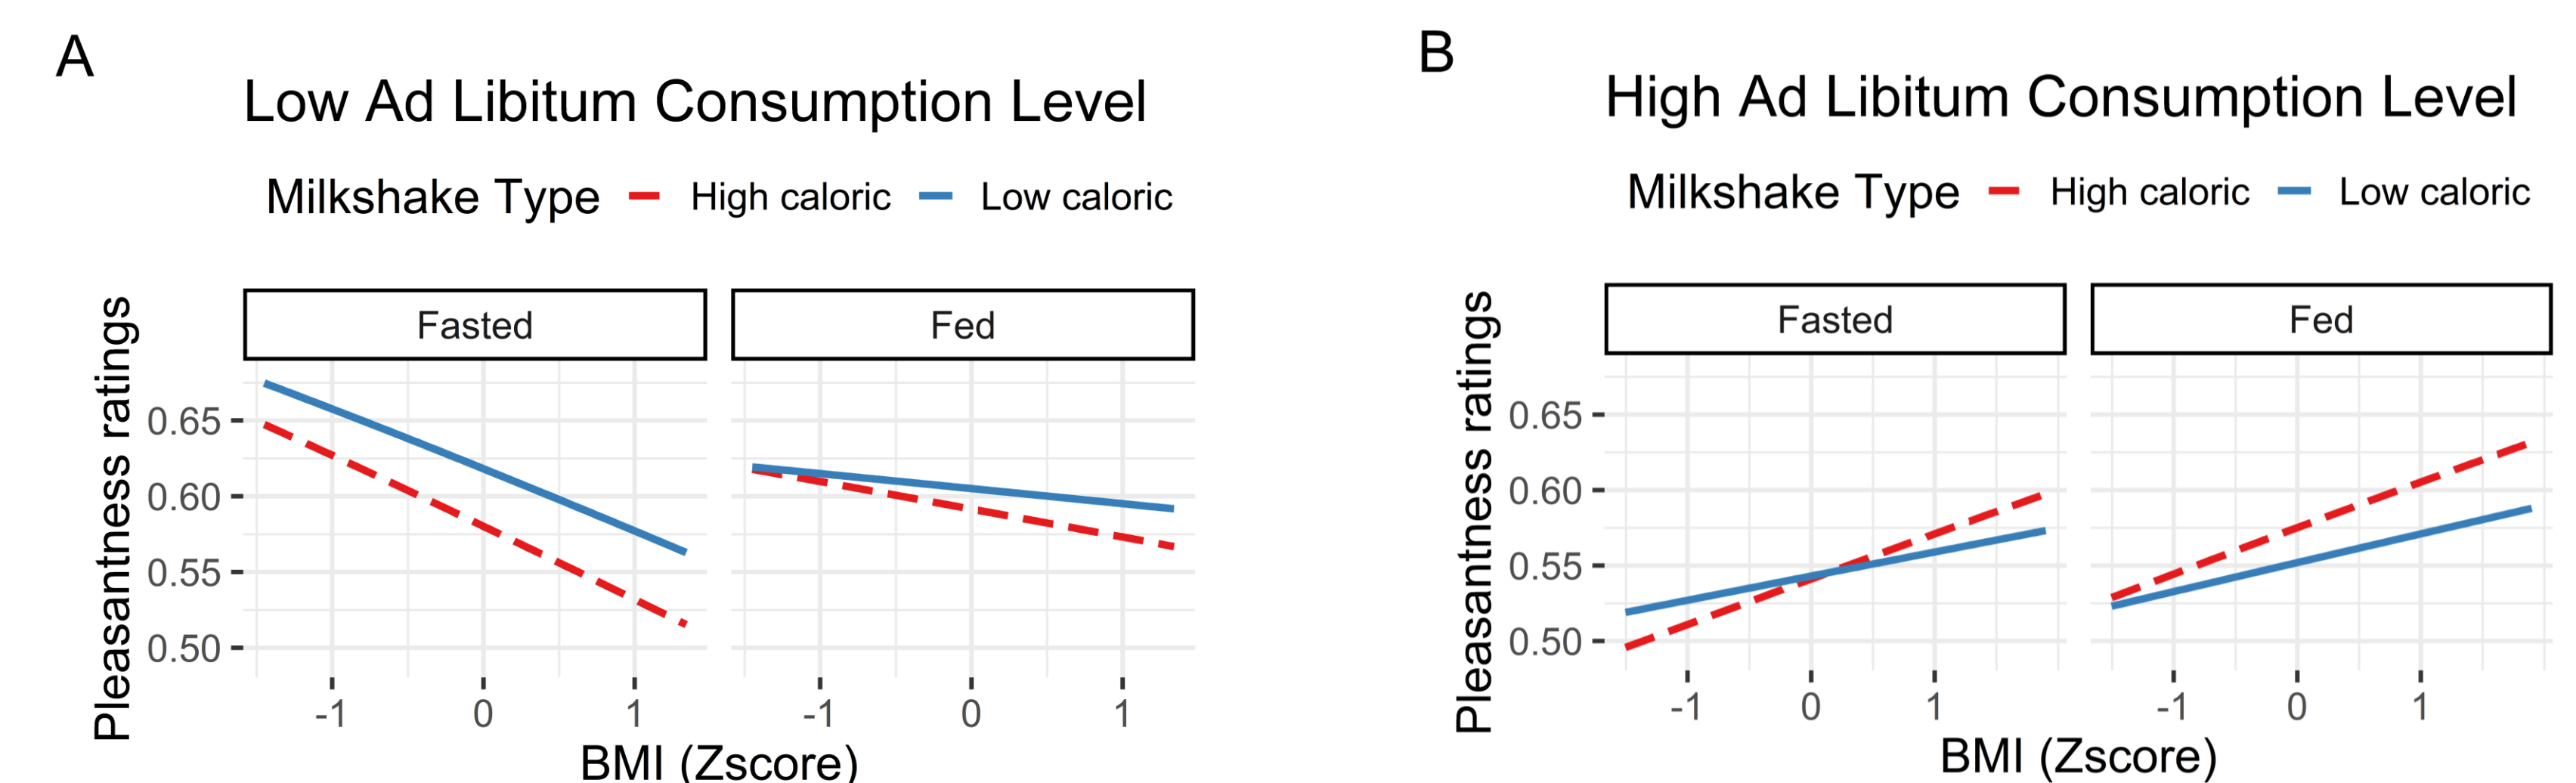 A
Low Ad Libitum Consumption Level
Milkshake Type High caloric Low caloric
Fasted Fed
Pleasantness ratings
0.65
0.60
0.55
0.50
-1 0 1 -1 0 1
BMI (Zscore)
B
High Ad Libitum Consumption Level
Milkshake Type High caloric Low caloric
Fasted Fed
Pleasantness ratings
0.65
0.60
0.55
0.50
-1 0 1 -1 0 1
BMI (Zscore)